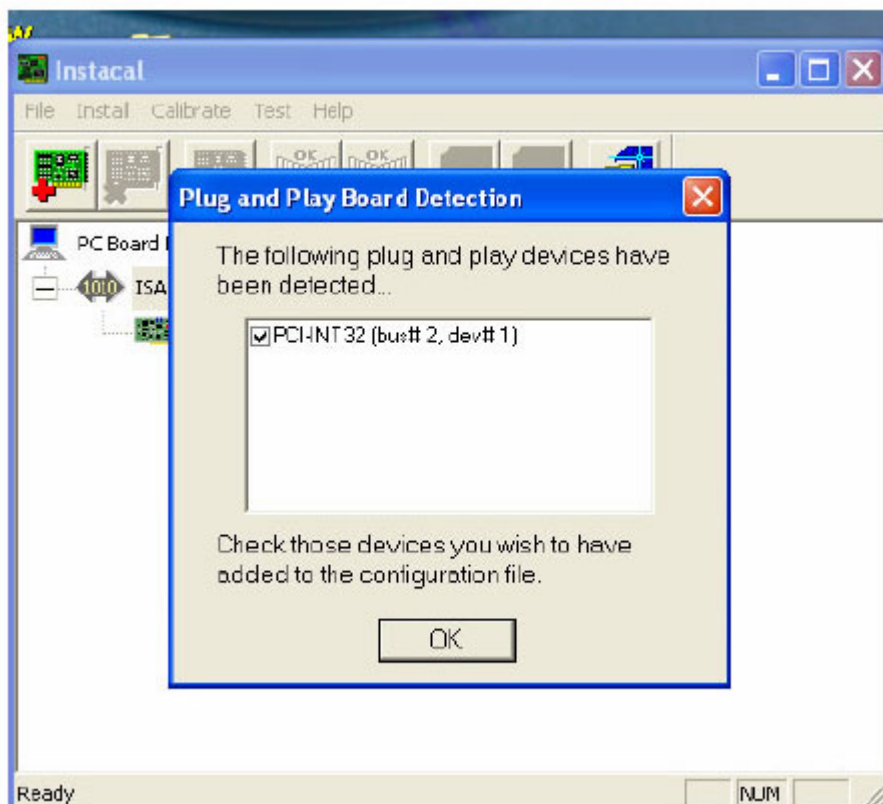 Instacal
File Instal Calibrate Test Help
OK OK
Plug and Play Board Detection
PC Board
ISA
The following plug and play devices have
been detected...
PCI-INT32 (bus# 2, dev# 1)
Check those devices you wish to have
added to the configuration file.
OK
Ready NUM